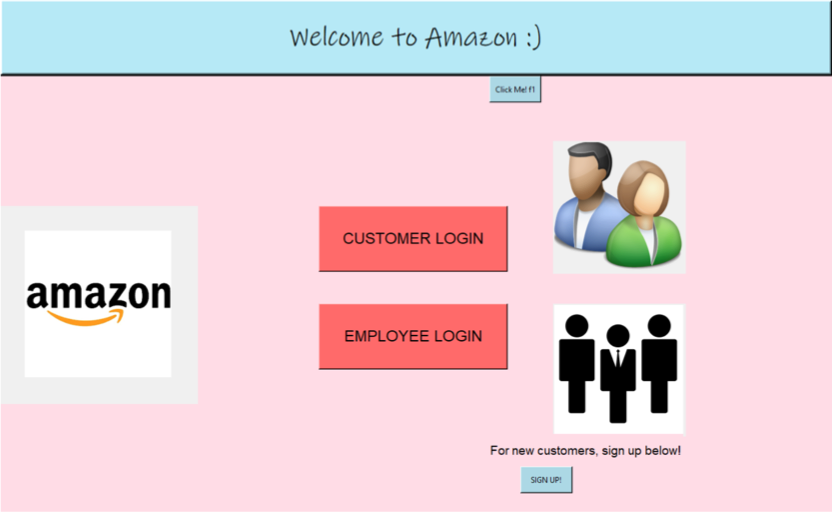 Welcome to Amazon :)
Click Me! f1
CUSTOMER LOGIN
amazon
EMPLOYEE LOGIN
For new customers, sign up below!
SIGN UP!